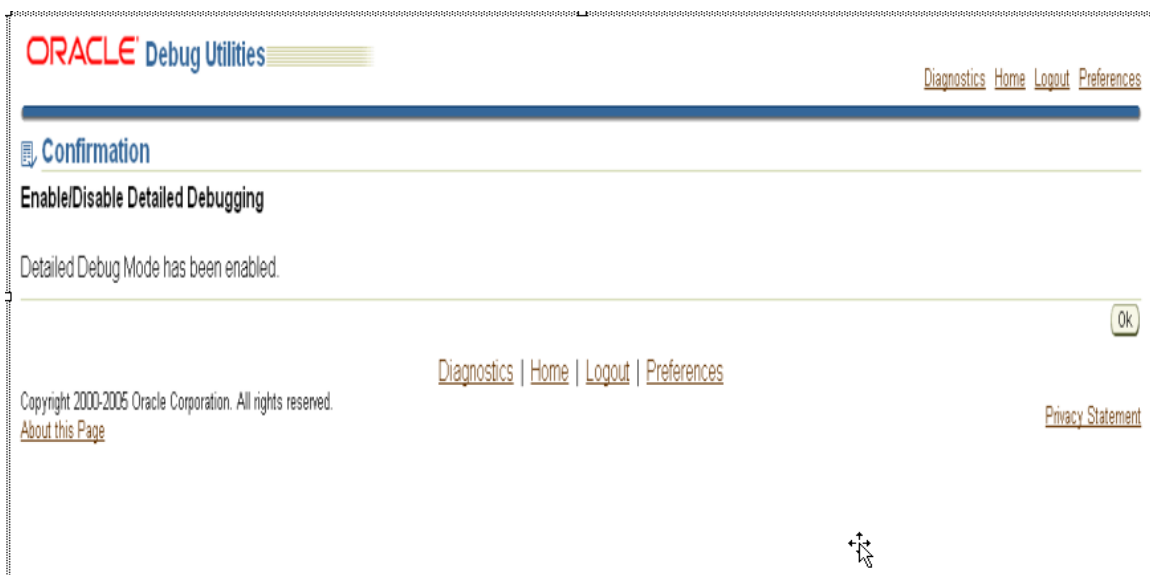 ORACLE Debug Utilities
Diagnostics Home Logout Preferences
Confirmation
Enable/Disable Detailed Debugging
Detailed Debug Mode has been enabled.
Ok
Diagnostics | Home | Logout | Preferences
Copyright 2000-2005 Oracle Corporation. All rights reserved.
About this Page
Privacy Statement